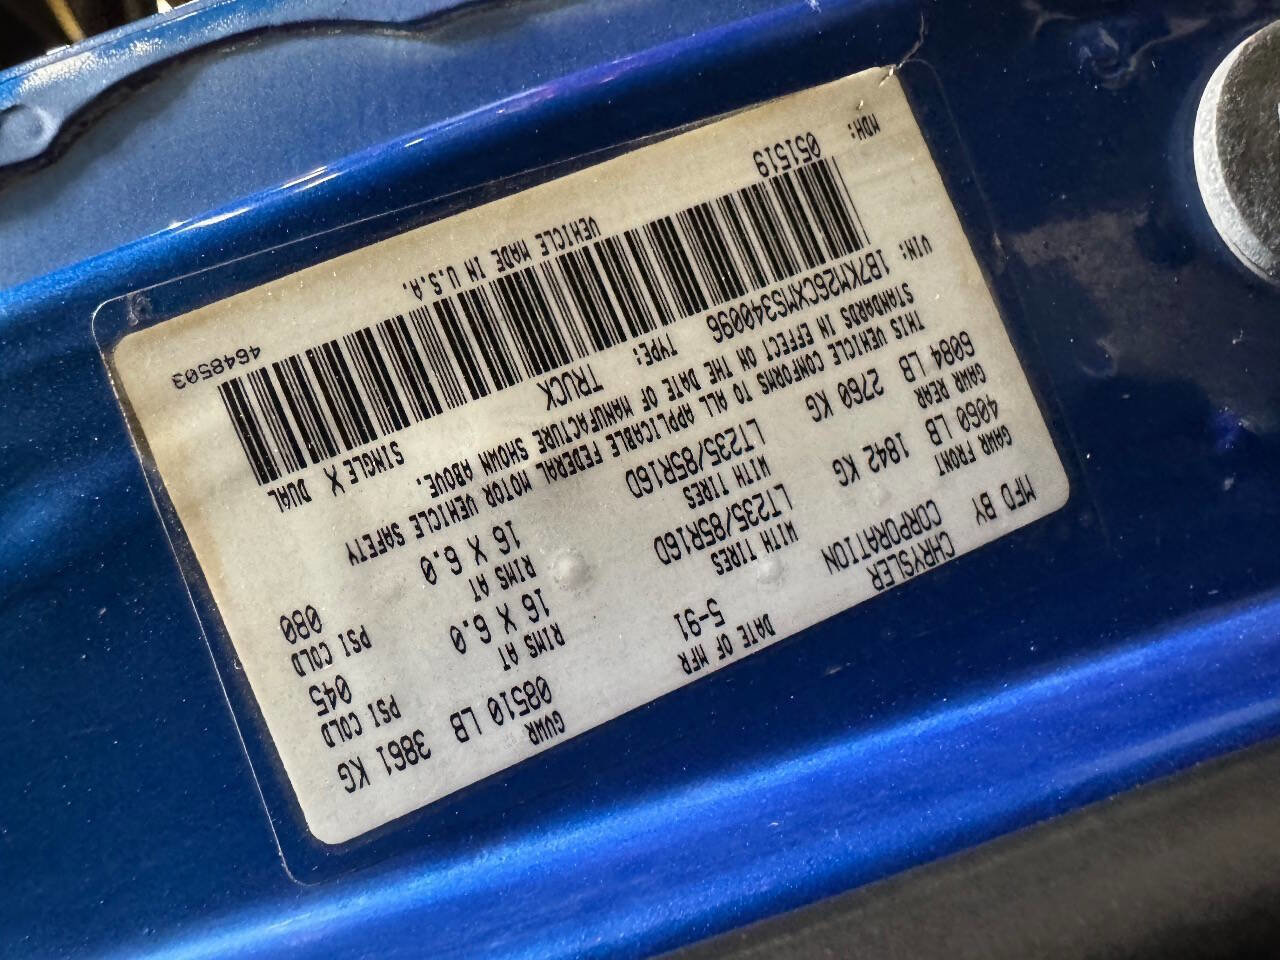 MFD BY CHRYSLER CORPORATION DATE OF MFR 5-91 GVWR 08510 LB 3861 KG
GAWR FRONT 4060 LB 1842 KG WITH TIRES LT235/85R16D RIMS AT 16 X 6.0 PSI COLD 045
GAWR REAR 6084 LB 2760 KG WITH TIRES LT235/85R16D RIMS AT 16 X 6.0 PSI COLD 080
THIS VEHICLE CONFORMS TO ALL APPLICABLE FEDERAL MOTOR VEHICLE SAFETY
STANDARDS IN EFFECT ON THE DATE OF MANUFACTURE SHOWN ABOVE.
VIN: 1B7KM26CXMS340096 TYPE: TRUCK SINGLE X DUAL
MDH: 051519 VEHICLE MADE IN U.S.A. 4648503